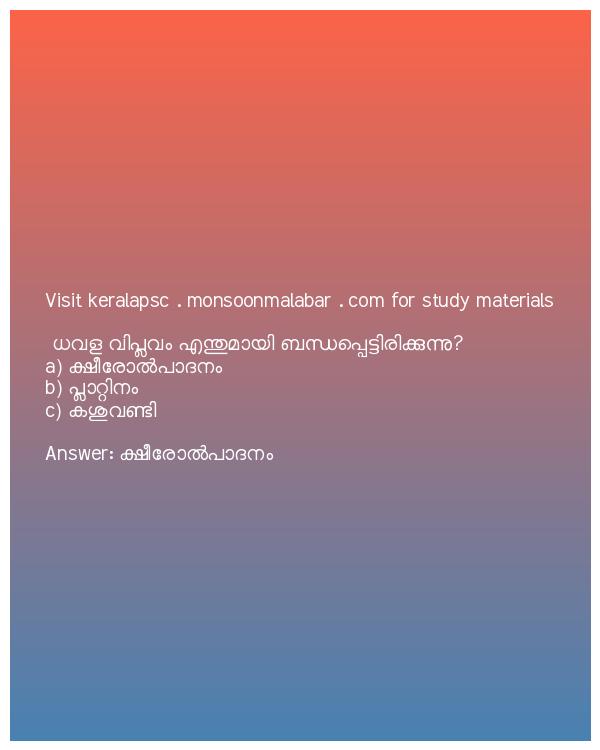 Visit keralapsc . monsoonmalabar . com for study materials
ധവള വിപ്ലവം എന്തുമായി ബന്ധപ്പെട്ടിരിക്കുന്നു?
a) ക്ഷീരോൽപാദനം
b) പ്ലാറ്റിനം
c) കശുവണ്ടി
Answer: ക്ഷീരോൽപാദനം